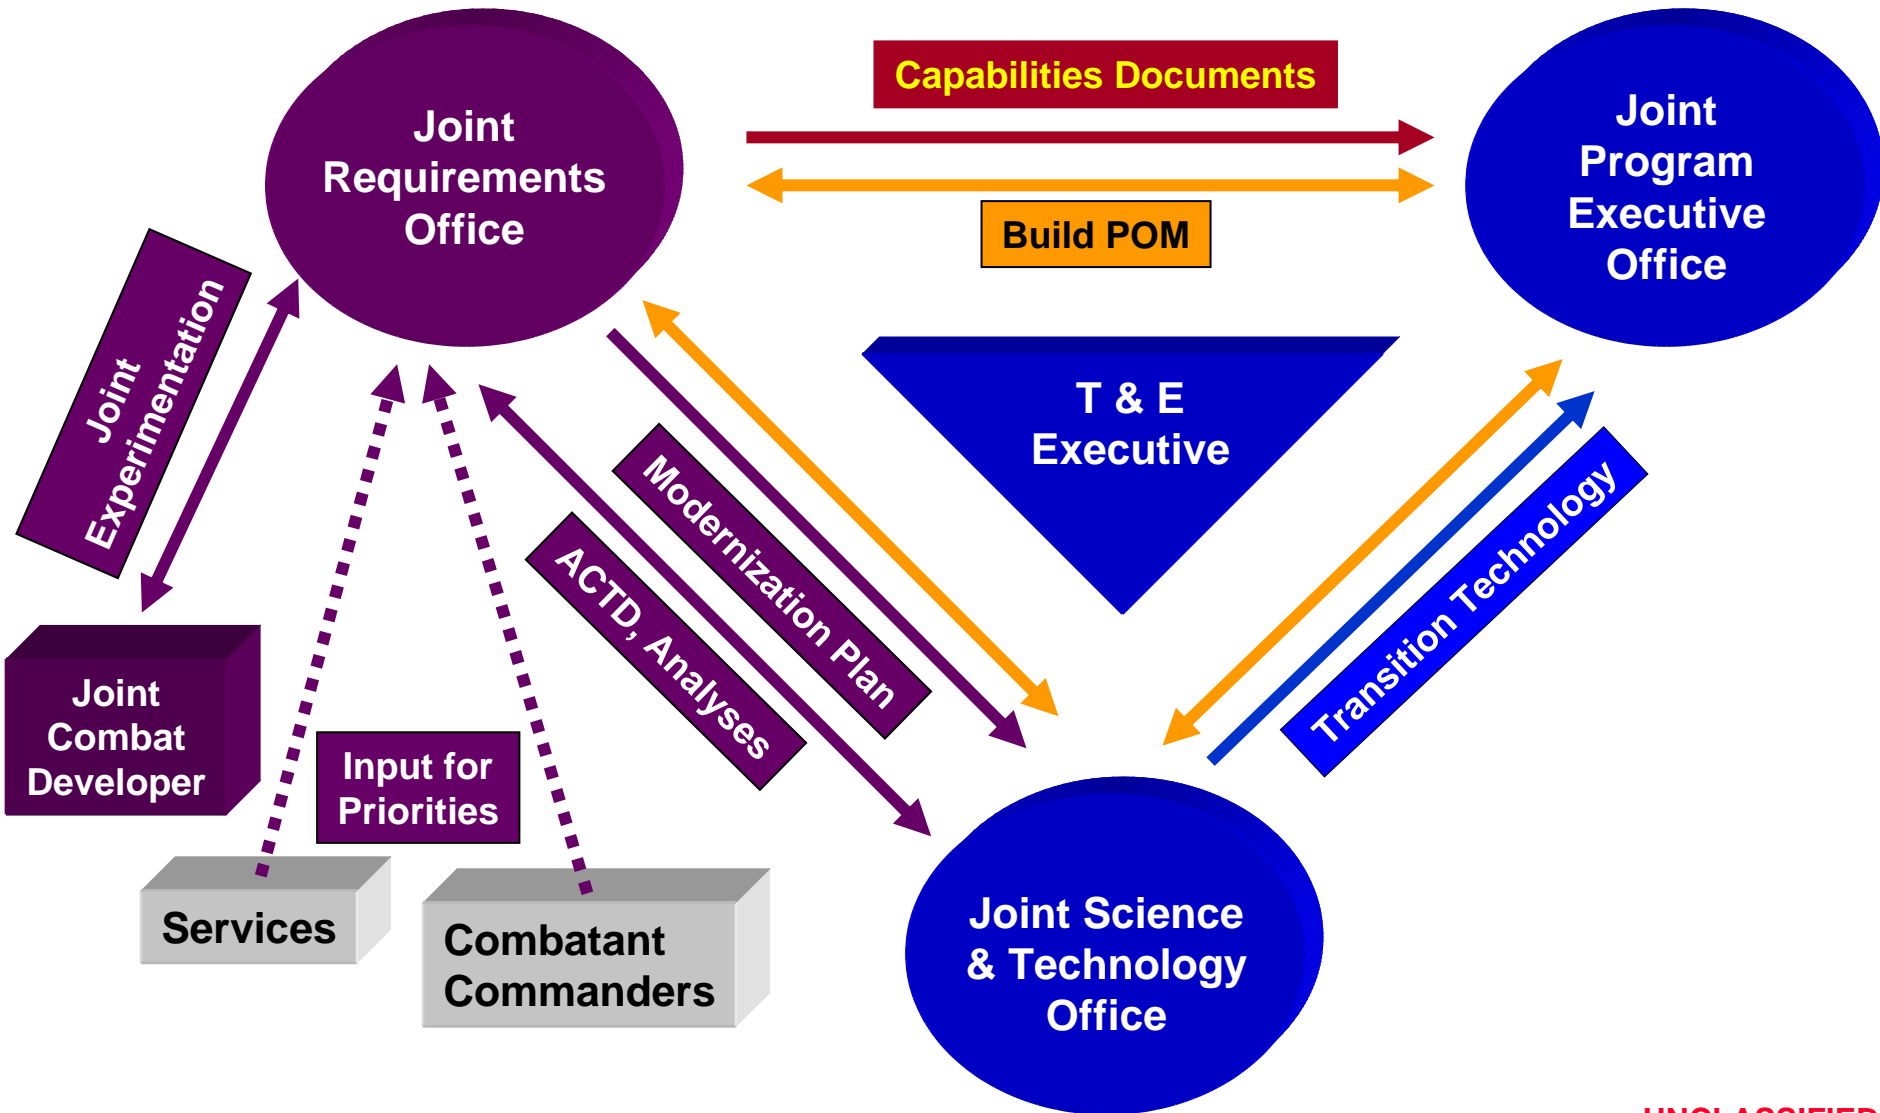 Capabilities Documents
Joint
Requirements
Office
Joint
Program
Executive
Office
Build POM
Joint
Experimentation
T & E
Executive
Modernization Plan
ACTD, Analyses
Transition Technology
Joint
Combat
Developer
Input for
Priorities
Services
Combatant
Commanders
Joint Science
& Technology
Office
UNCLASSIFIED